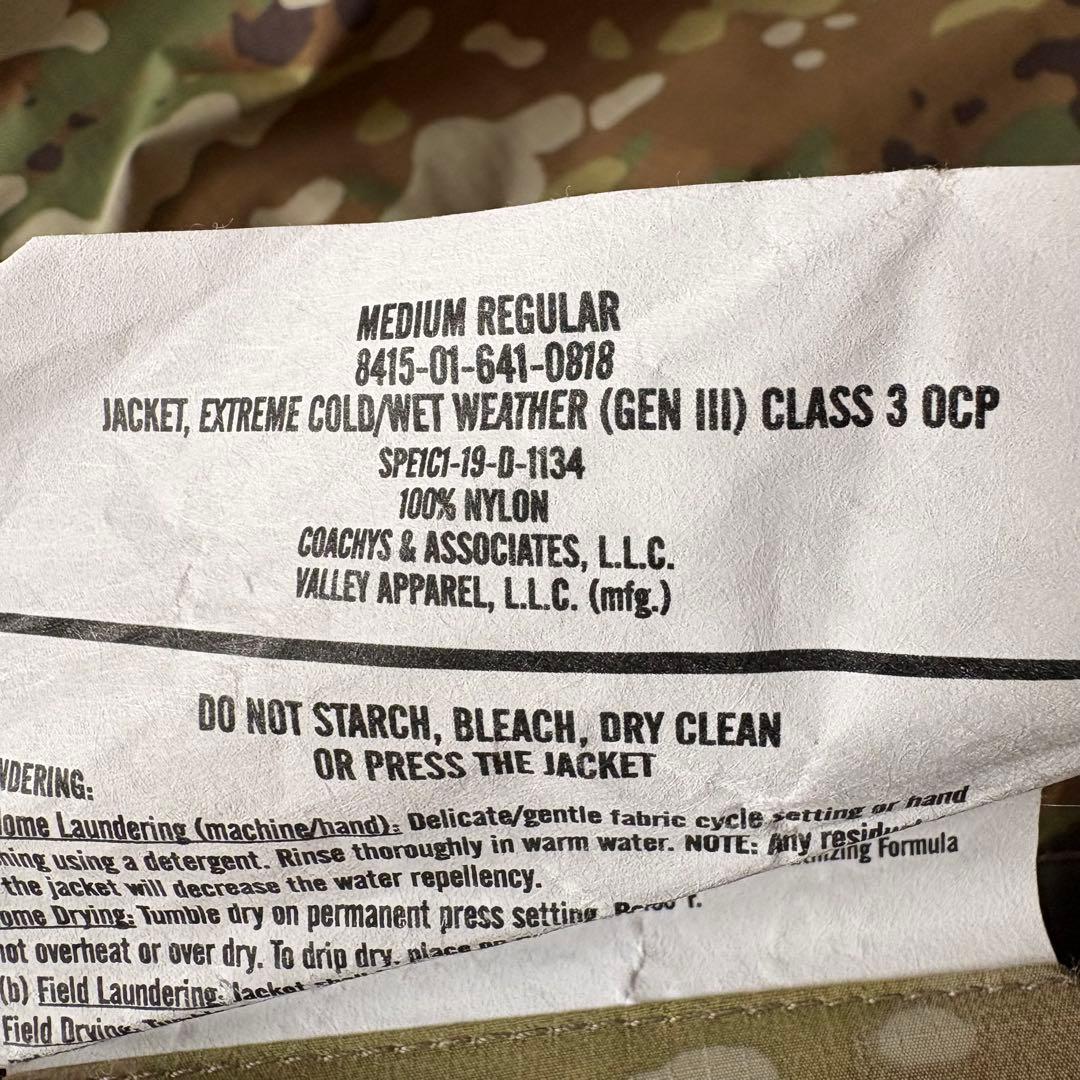 MEDIUM REGULAR
8415-01-641-0818
JACKET, EXTREME COLD/WET WEATHER (GEN III) CLASS 3 OCP
SPE1C1-19-D-1134
100% NYLON
COACHYS & ASSOCIATES, L.L.C.
VALLEY APPAREL, L.L.C. (mfg.)
DO NOT STARCH, BLEACH, DRY CLEAN
OR PRESS THE JACKET
NDERING:
ome Laundering (machine/hand): Delicate/gentle fabric cycle setting or hand
hing using a detergent. Rinse thoroughly in warm water. NOTE: Any
the jacket will decrease the water repellency.
Formula
ome Drying: Tumble dry on permanent press setting
not overheat or over dry. To drip dry, place
(b) Field Laundering: Jacket
Field Drying: